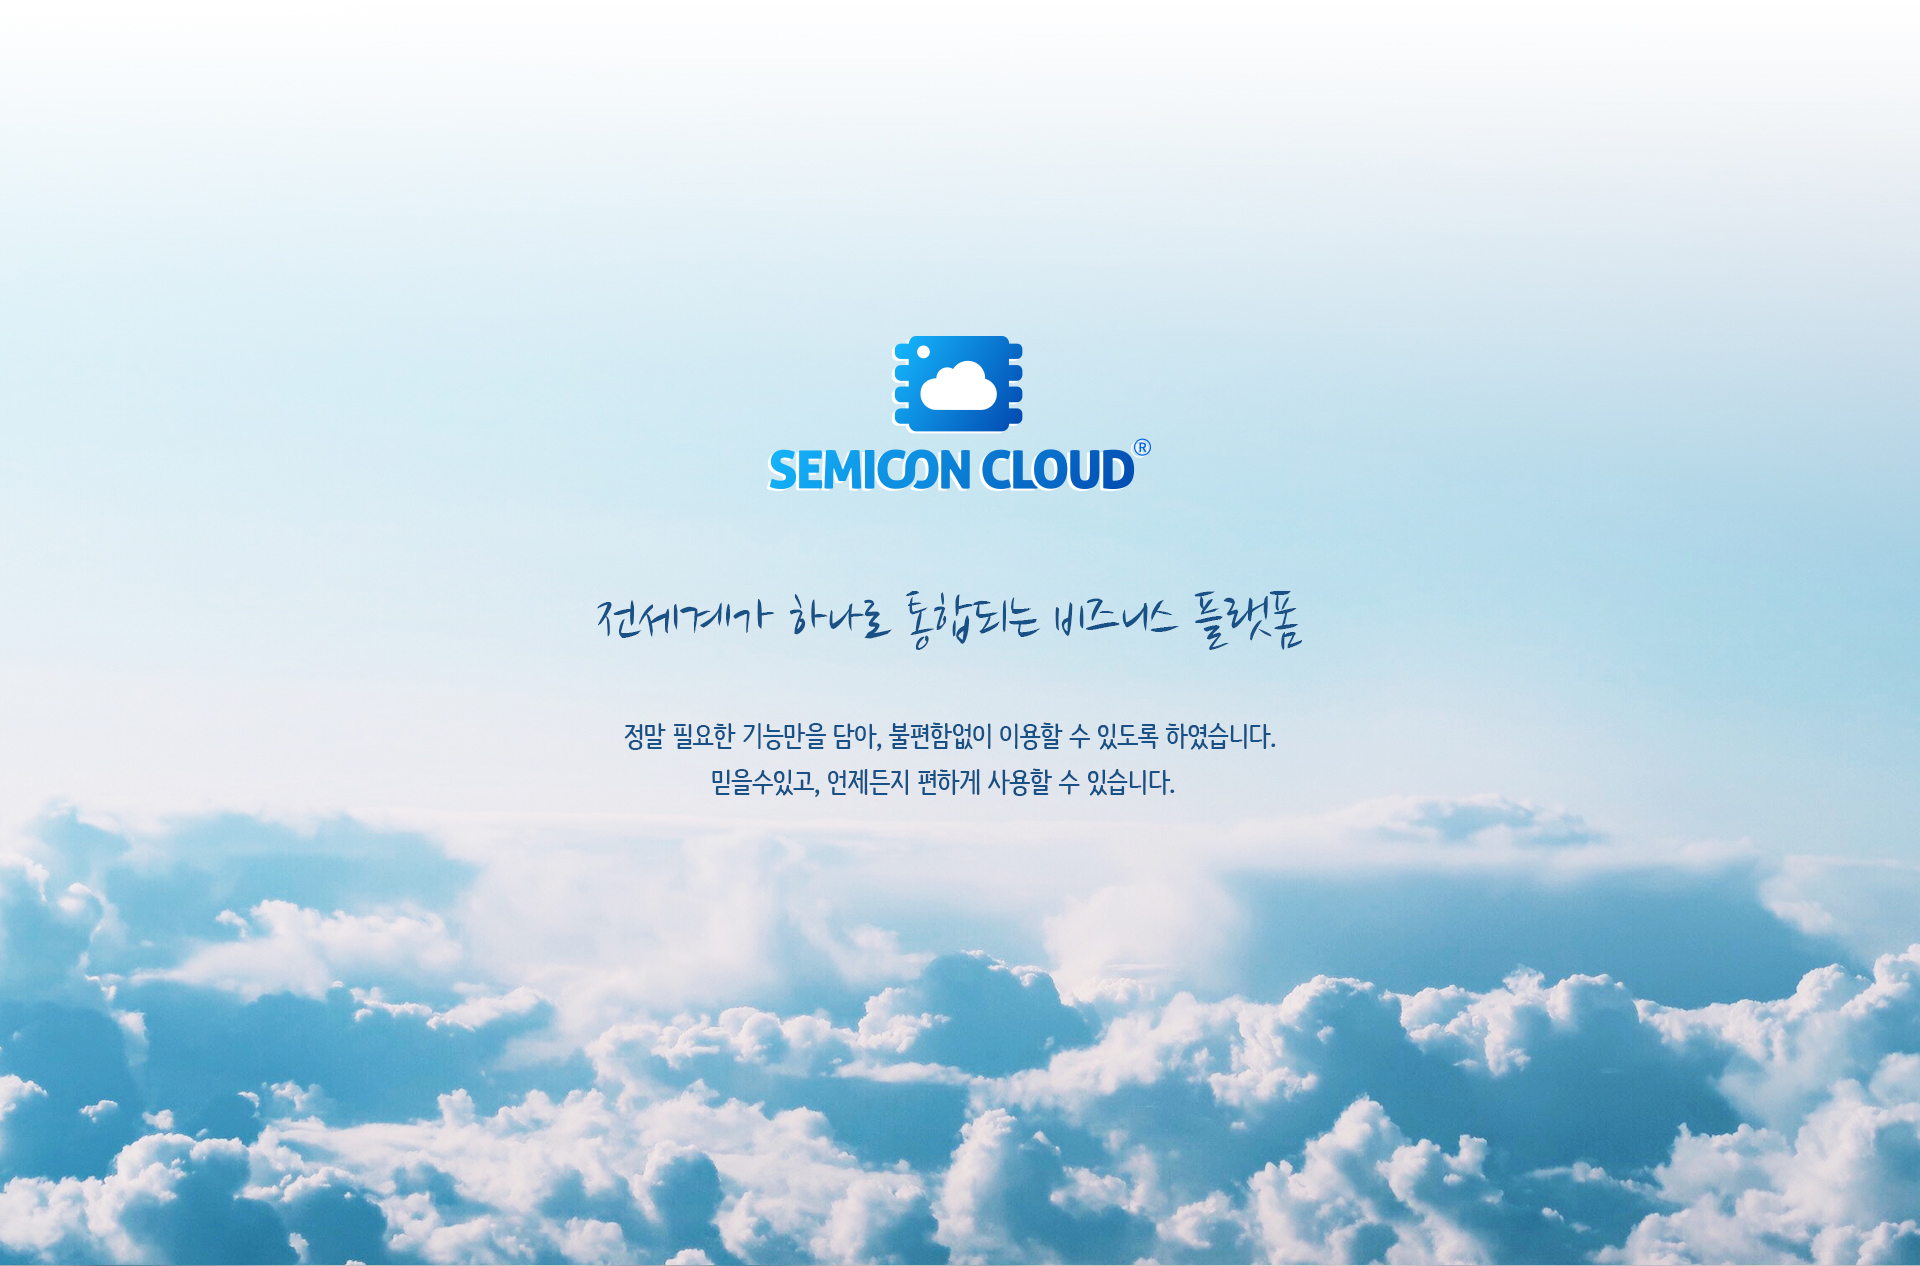 SEMICON CLOUD®
전세계가 하나로 통합되는 비즈니스 플랫폼
정말 필요한 기능만을 담아, 불편함없이 이용할 수 있도록 하였습니다.
믿을수있고, 언제든지 편하게 사용할 수 있습니다.